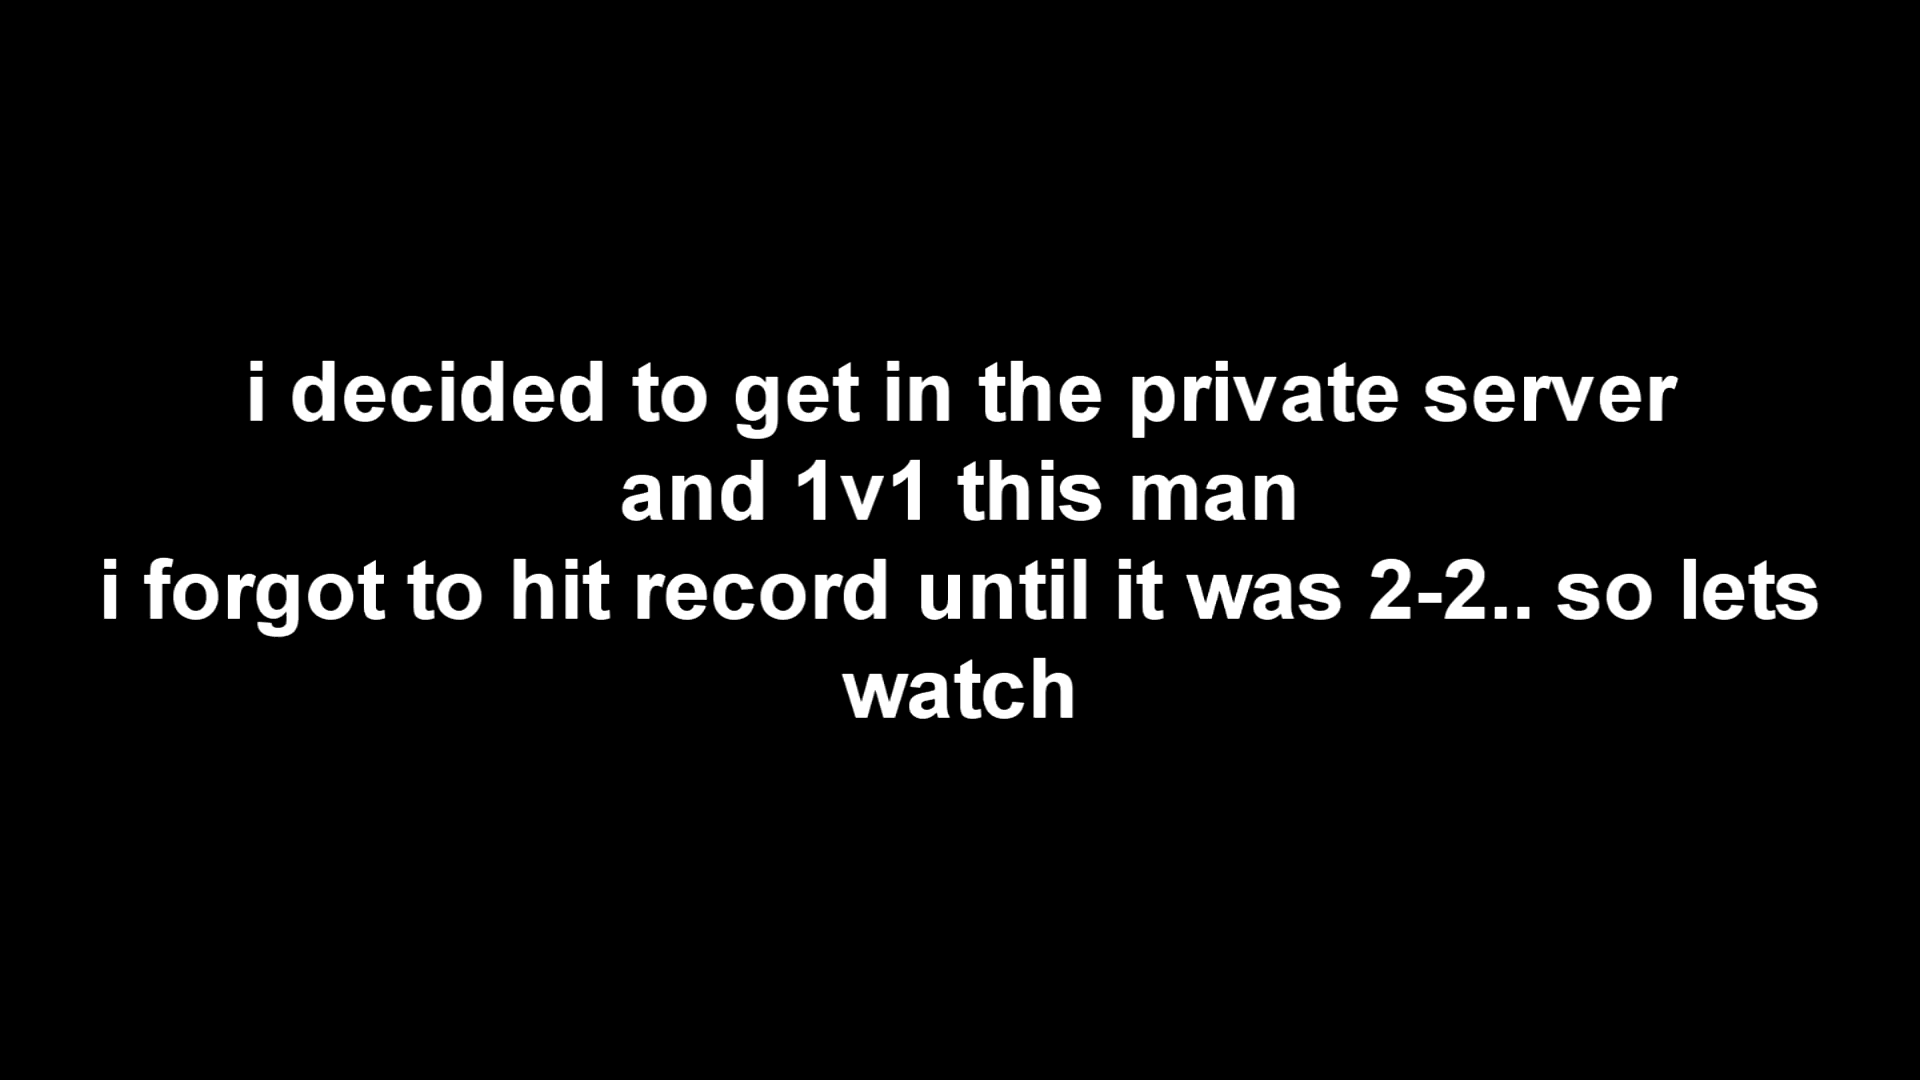 i decided to get in the private server
and 1v1 this man
i forgot to hit record until it was 2-2.. so lets
watch